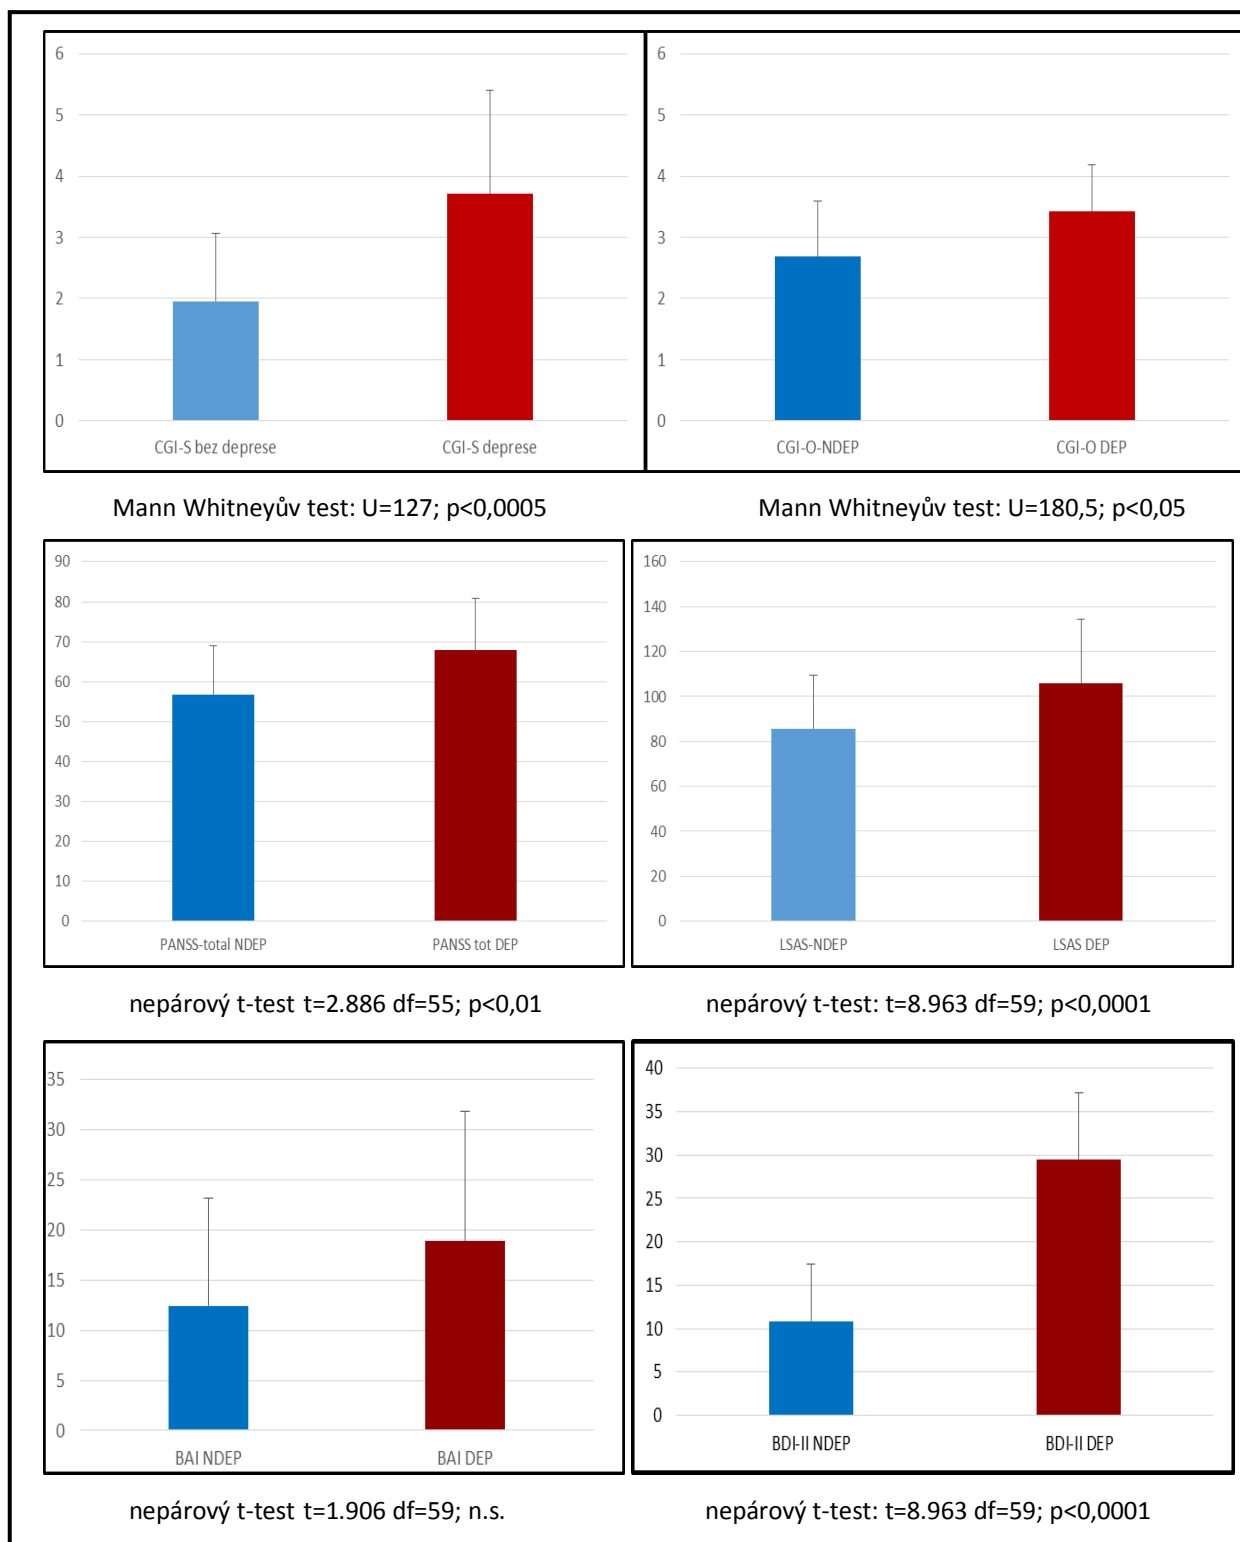 6
5
4
3
2
1
0
CGI-S bez deprese
CGI-S deprese
6
5
4
3
2
1
0
CGI-O-NDEP
CGI-O DEP
Mann Whitneyův test: U=127; p<0,0005
Mann Whitneyův test: U=180,5; p<0,05
90
80
70
60
50
40
30
20
10
0
PANSS-total NDEP
PANSS tot DEP
160
140
120
100
80
60
40
20
0
LSAS-NDEP
LSAS DEP
nepárový t-test t=2.886 df=55; p<0,01
nepárový t-test: t=8.963 df=59; p<0,0001
35
30
25
20
15
10
5
0
BAI NDEP
BAI DEP
40
35
30
25
20
15
10
5
0
BDI-II NDEP
BDI-II DEP
nepárový t-test t=1.906 df=59; n.s.
nepárový t-test: t=8.963 df=59; p<0,0001